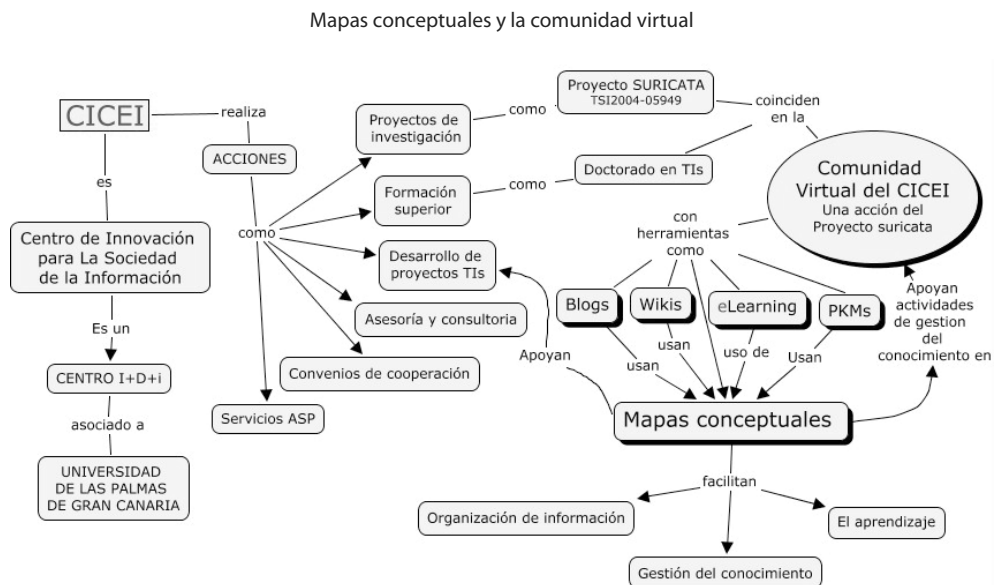 Mapas conceptuales y la comunidad virtual
CICEI
realiza
ACCIONES
es
Centro de Innovación
para La Sociedad
de la Información
Es un
CENTRO I+D+i
asociado a
UNIVERSIDAD
DE LAS PALMAS
DE GRAN CANARIA
como
Proyectos de
investigación
Formación
superior
Desarrollo de
proyectos TIs
Asesoría y consultoria
Convenios de cooperación
Servicios ASP
como
Proyecto SURICATA
TSI2004-05949
como
Doctorado en TIs
coinciden
en la
Comunidad
Virtual del CICEI
Una acción del
Proyecto suricata
con
herramientas
como
Blogs
Wikis
eLearning
PKMs
usan
usan
uso de
Usan
Apoyan
Apoyan
actividades
de gestion
del
conocimiento en
Mapas conceptuales
facilitan
Organización de información
Gestión del conocimiento
El aprendizaje